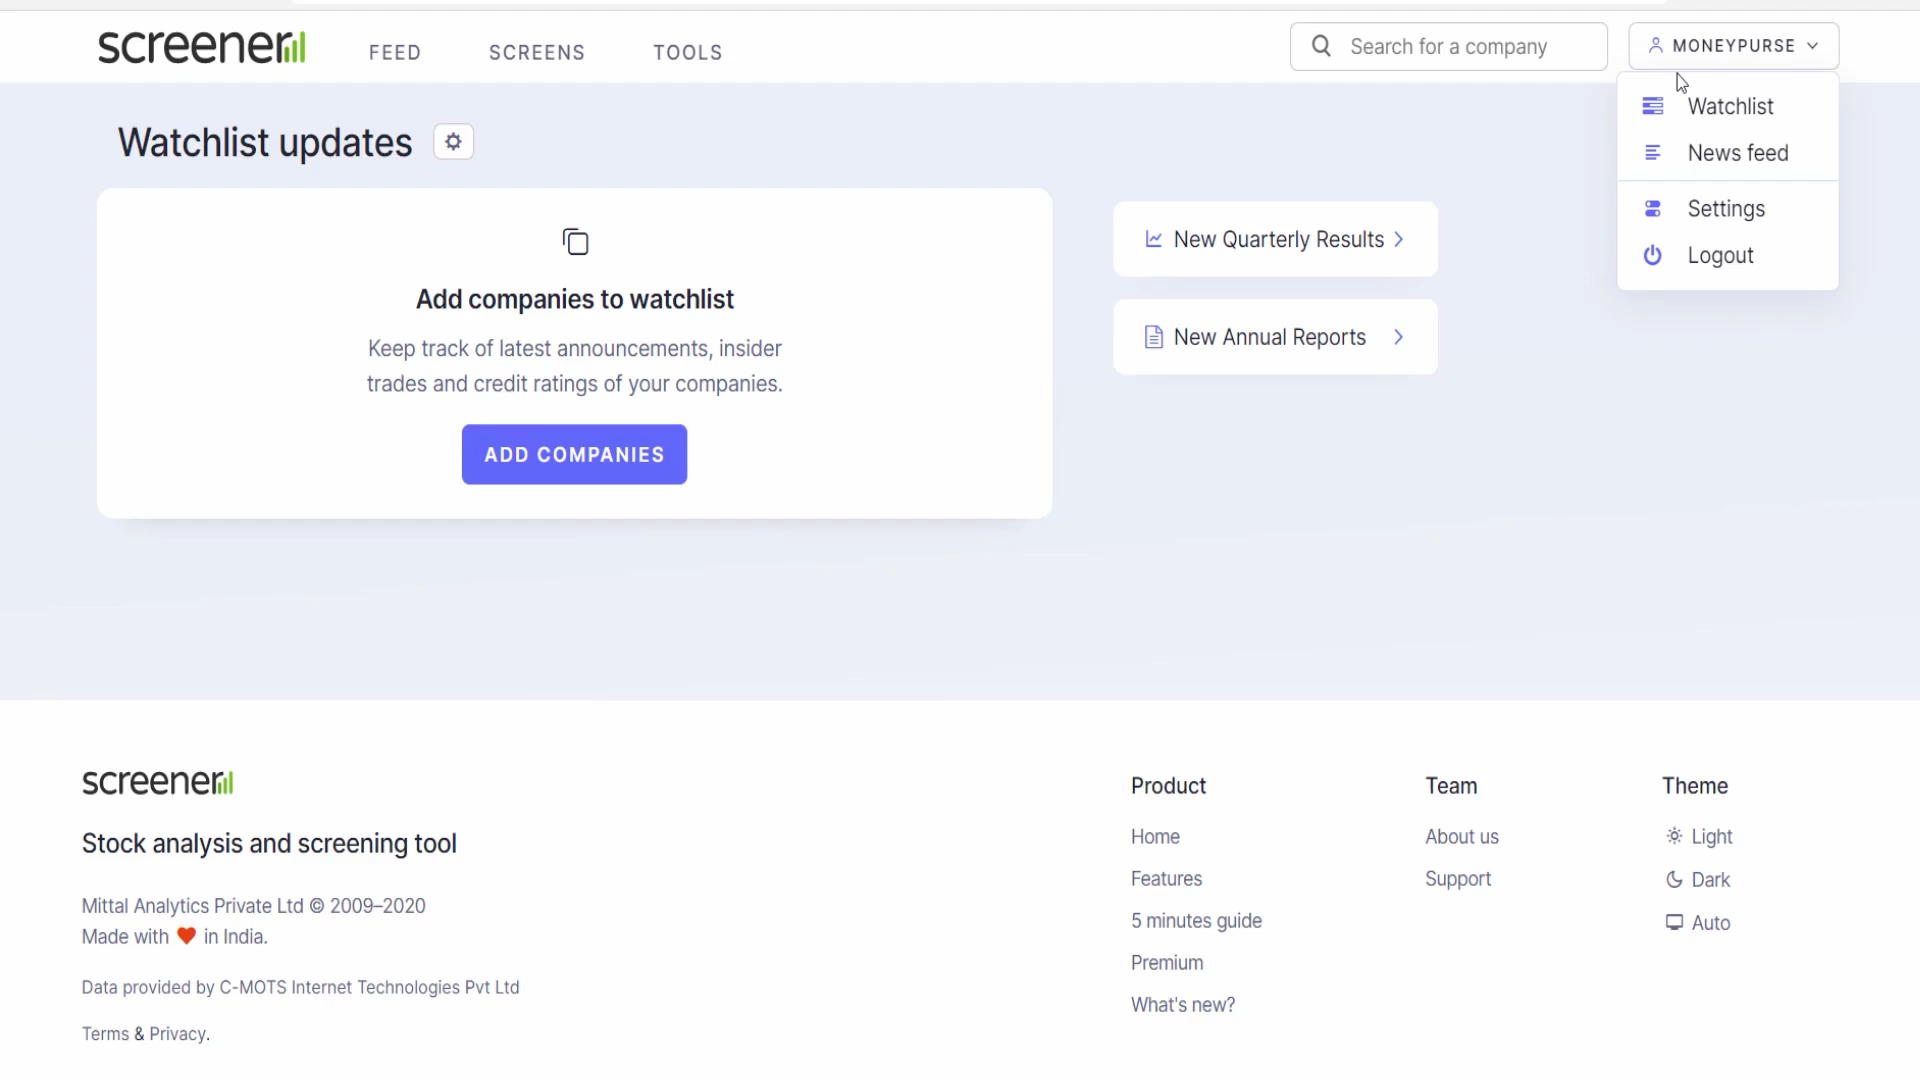 screener
FEED
SCREENS
TOOLS
Search for a company
MONEYPURSE
Watchlist
News feed
Settings
Logout
Watchlist updates
Add companies to watchlist
Keep track of latest announcements, insider
trades and credit ratings of your companies.
ADD COMPANIES
New Quarterly Results
New Annual Reports
screener
Stock analysis and screening tool
Mittal Analytics Private Ltd © 2009–2020
Made with ❤ in India.
Data provided by C-MOTS Internet Technologies Pvt Ltd
Terms & Privacy.
Product
Home
Features
5 minutes guide
Premium
What's new?
Team
About us
Support
Theme
Light
Dark
Auto